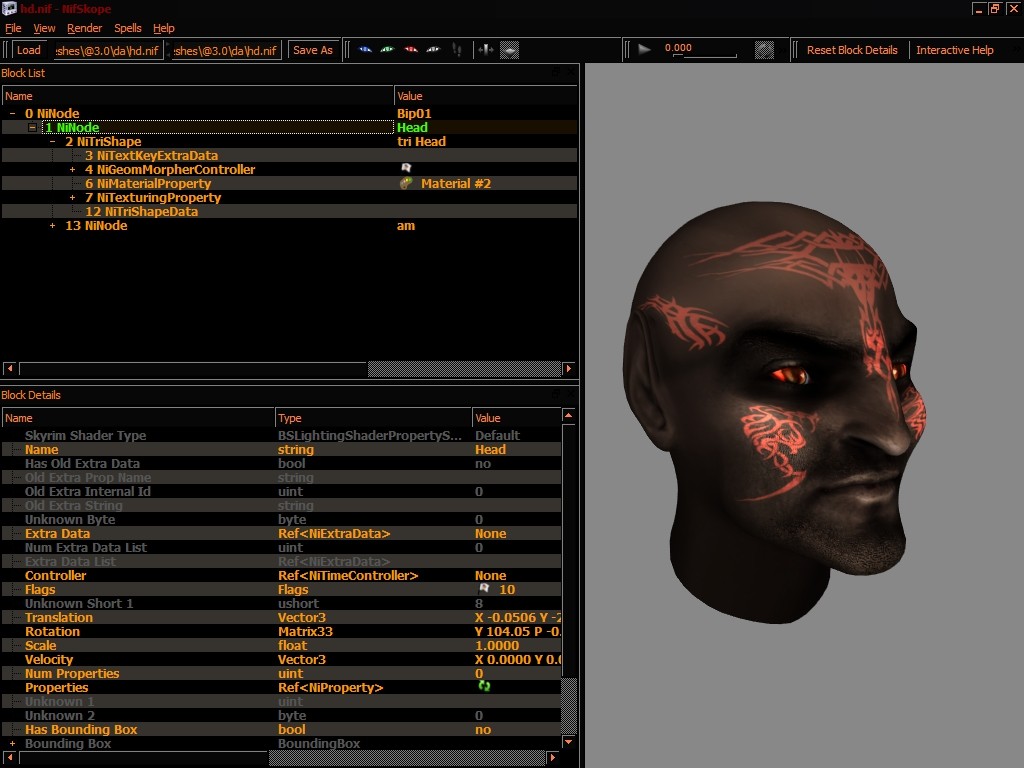 hd.nif - NifSkope
File View Render Spells Help
Load shes\@3.0\da\hd.nif shes\@3.0\da\hd.nif Save As 0.000 Reset Block Details Interactive Help
Block List
Name Value
0 NiNode Bip01
1 NiNode Head
2 NiTriShape tri Head
3 NiTextKeyExtraData
4 NiGeomMorpherController
6 NiMaterialProperty Material #2
7 NiTexturingProperty
12 NiTriShapeData
13 NiNode am
Block Details
Name Type Value
Skyrim Shader Type BSLightingShaderPropertyS... Default
Name string Head
Has Old Extra Data bool no
Old Extra Prop Name string
Old Extra Internal Id uint 0
Old Extra String string
Unknown Byte byte 0
Extra Data Ref<NiExtraData> None
Num Extra Data List uint 0
Extra Data List Ref<NiExtraData>
Controller Ref<NiTimeController> None
Flags Flags 10
Unknown Short 1 ushort 8
Translation Vector3 X -0.0506 Y -2
Rotation Matrix33 Y 104.05 P -0.
Scale float 1.0000
Velocity Vector3 X 0.0000 Y 0.0
Num Properties uint 0
Properties Ref<NiProperty>
Unknown 1 uint
Unknown 2 byte 0
Has Bounding Box bool no
Bounding Box BoundingBox